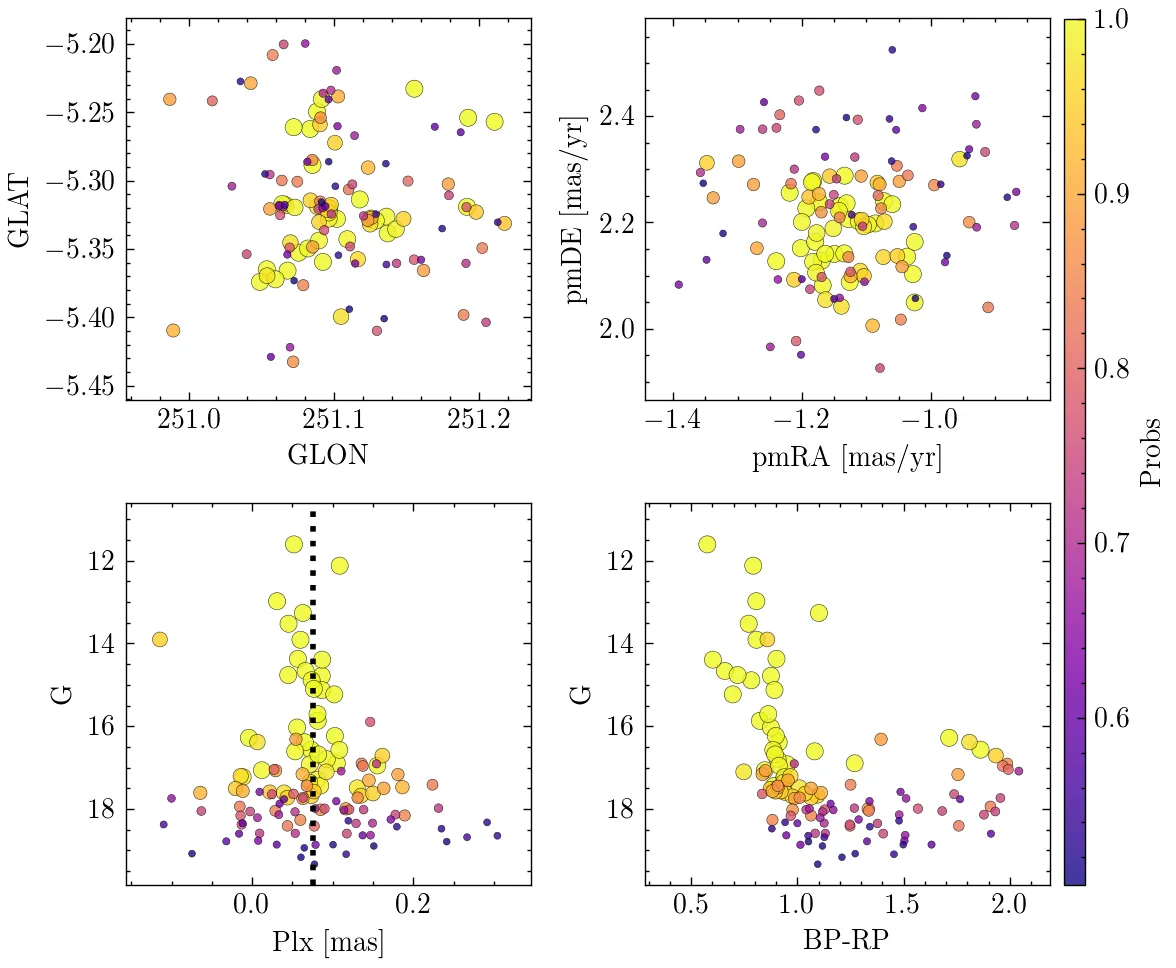 −5.20
−5.25
−5.30
−5.35
−5.40
−5.45
GLAT
251.0 251.1 251.2
GLON
2.4
2.2
2.0
pmDE [mas/yr]
−1.4 −1.2 −1.0
pmRA [mas/yr]
12
14
16
18
G
0.0 0.2
Plx [mas]
12
14
16
18
G
0.5 1.0 1.5 2.0
BP-RP
1.0
0.9
0.8
0.7
0.6
Probs